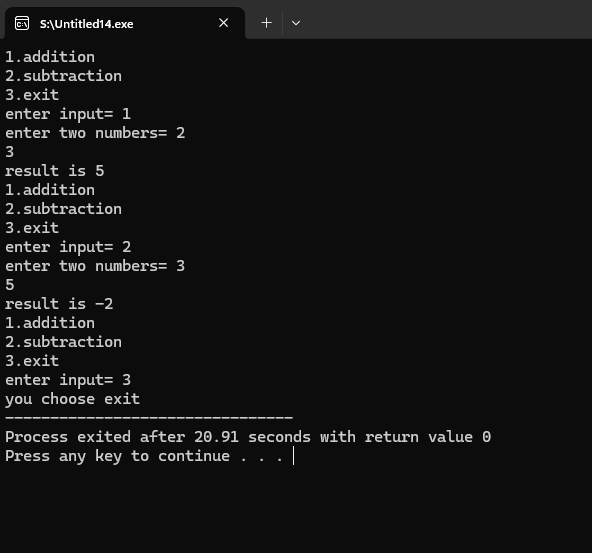 S:\Untitled14.exe
1.addition
2.subtraction
3.exit
enter input= 1
enter two numbers= 2
3
result is 5
1.addition
2.subtraction
3.exit
enter input= 2
enter two numbers= 3
5
result is -2
1.addition
2.subtraction
3.exit
enter input= 3
you choose exit
--------------------------------
Process exited after 20.91 seconds with return value 0
Press any key to continue . . .